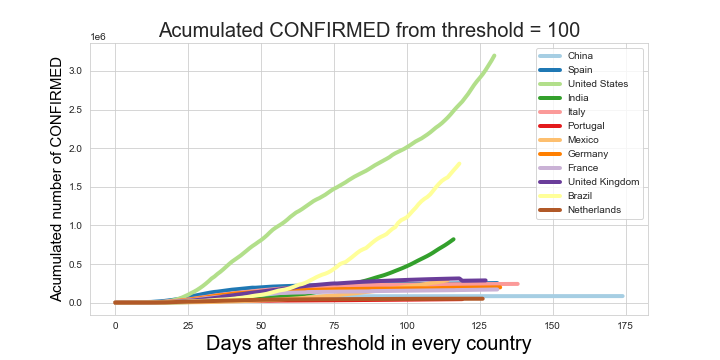 Acumulated CONFIRMED from threshold = 100
1e6
3.0
2.5
2.0
1.5
1.0
0.5
0.0
Acumulated number of CONFIRMED
China
Spain
United States
India
Italy
Portugal
Mexico
Germany
France
United Kingdom
Brazil
Netherlands
0 25 50 75 100 125 150 175
Days after threshold in every country